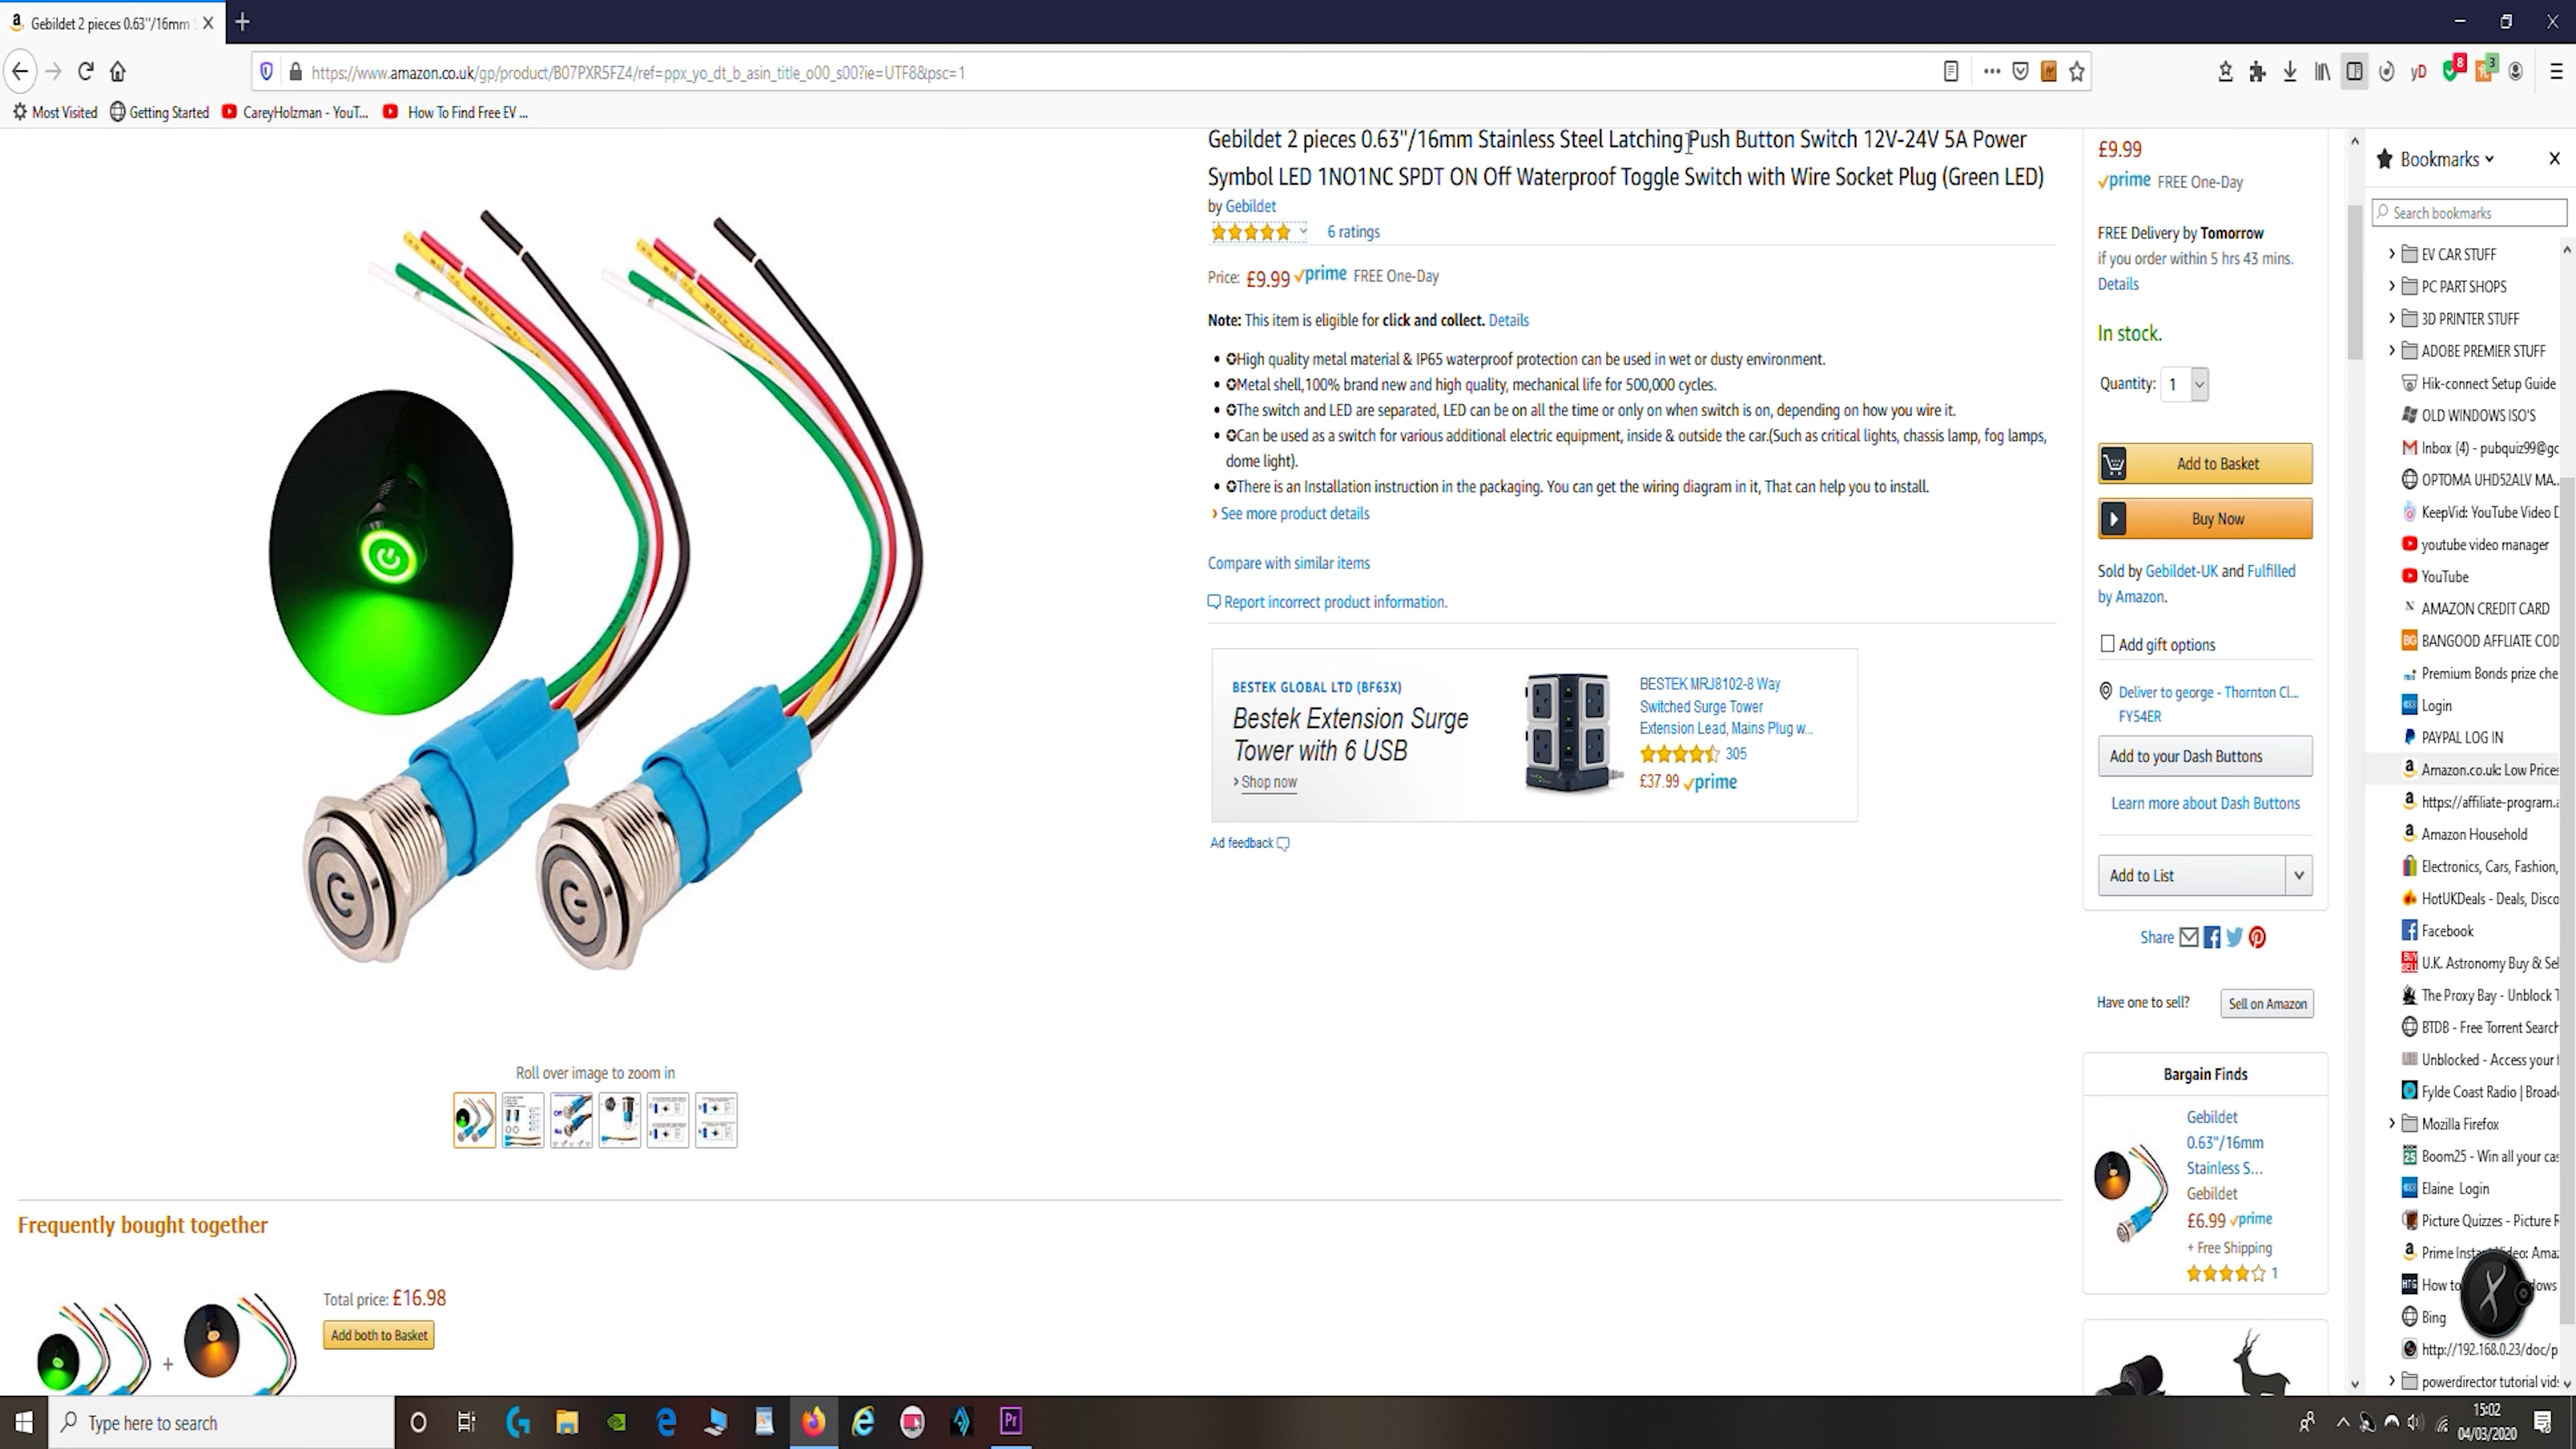 Gebildet 2 pieces 0.63"/16mm S
https://www.amazon.co.uk/gp/product/B07PXR5FZ4/ref=ppx_yo_dt_b_asin_title_o00_s00?ie=UTF8&psc=1
yD
8
3
Most Visited
Getting Started
CareyHolzman - YouT...
How To Find Free EV ...
Gebildet 2 pieces 0.63"/16mm Stainless Steel Latching Push Button Switch 12V-24V 5A Power
Symbol LED 1NO1NC SPDT ON Off Waterproof Toggle Switch with Wire Socket Plug (Green LED)
by Gebildet
6 ratings
Price: £9.99 prime FREE One-Day
Note: This item is eligible for click and collect. Details
• ✪High quality metal material & IP65 waterproof protection can be used in wet or dusty environment.
• ✪Metal shell,100% brand new and high quality, mechanical life for 500,000 cycles.
• ✪The switch and LED are separated, LED can be on all the time or only on when switch is on, depending on how you wire it.
• ✪Can be used as a switch for various additional electric equipment, inside & outside the car.(Such as critical lights, chassis lamp, fog lamps,
dome light).
• ✪There is an Installation instruction in the packaging. You can get the wiring diagram in it, That can help you to install.
› See more product details
Compare with similar items
Report incorrect product information.
BESTEK GLOBAL LTD (BF63X)
Bestek Extension Surge
Tower with 6 USB
› Shop now
BESTEK MRJ8102-8 Way
Switched Surge Tower
Extension Lead, Mains Plug w...
305
£37.99 prime
Ad feedback
Roll over image to zoom in
Frequently bought together
+
Total price: £16.98
Add both to Basket
£9.99
prime FREE One-Day
FREE Delivery by Tomorrow
if you order within 5 hrs 43 mins.
Details
In stock.
Quantity: 1
Add to Basket
Buy Now
Sold by Gebildet-UK and Fulfilled
by Amazon.
Add gift options
Deliver to george - Thornton Cl...
FY54ER
Add to your Dash Buttons
Learn more about Dash Buttons
Add to List
Share
Have one to sell?
Sell on Amazon
Bargain Finds
Gebildet
0.63"/16mm
Stainless S...
Gebildet
£6.99 prime
+ Free Shipping
1
Bookmarks
Search bookmarks
EV CAR STUFF
PC PART SHOPS
3D PRINTER STUFF
ADOBE PREMIER STUFF
Hik-connect Setup Guide
OLD WINDOWS ISO'S
Inbox (4) - pubquiz99@gc
OPTOMA UHD52ALV MA...
KeepVid: YouTube Video D
youtube video manager
YouTube
AMAZON CREDIT CARD
BANGOOD AFFLIATE COD
Premium Bonds prize che
Login
PAYPAL LOG IN
Amazon.co.uk: Low Prices
https://affiliate-program.a
Amazon Household
Electronics, Cars, Fashion,
HotUKDeals - Deals, Disco
Facebook
U.K. Astronomy Buy & Sel
The Proxy Bay - Unblock T
BTDB - Free Torrent Search
Unblocked - Access your f
Fylde Coast Radio | Broad
Mozilla Firefox
Boom25 - Win all your cas
Elaine Login
Picture Quizzes - Picture R
Prime Insta Video: Ama
How to dows
Bing
http://192.168.0.23/doc/p
powerdirector tutorial vid
Type here to search
Pr
15:02
04/03/2020